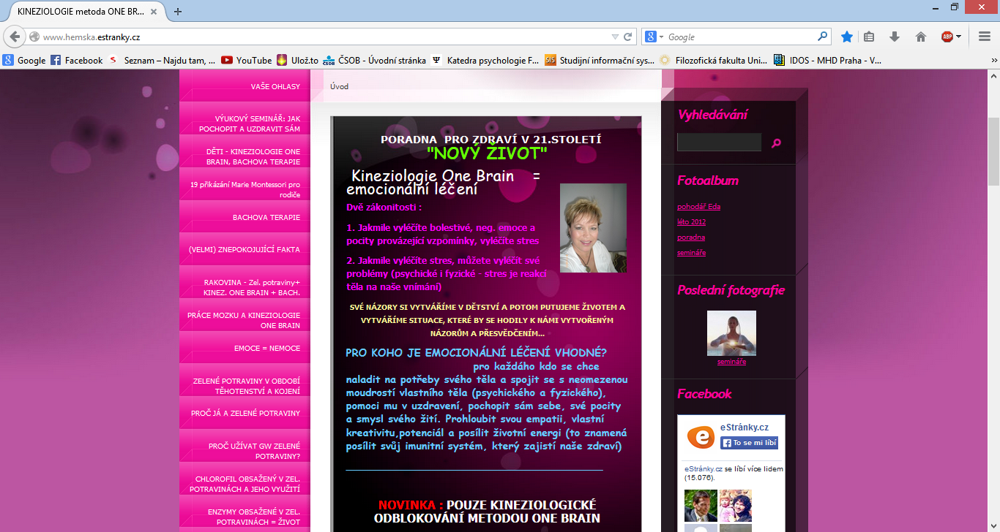 KINEZIOLOGIE metoda ONE BR...
www.hemska.estranky.cz
Google
Google
Facebook
Seznam – Najdu tam, ...
YouTube
Ulož.to
ČSOB - Úvodní stránka
Katedra psychologie F...
Studijní informační sys...
Filozofická fakulta Uni...
IDOS - MHD Praha - V...
VAŠE OHLASY
VÝUKOVÝ SEMINÁŘ: JAK
POCHOPIT A UZDRAVIT SÁM
DĚTI - KINEZIOLOGIE ONE
BRAIN, BACHOVA TERAPIE
19 přikázání Marie Montessori pro
rodiče
BACHOVA TERAPIE
(VELMI) ZNEPOKOJUJÍCÍ FAKTA
RAKOVINA - Zel. potraviny+
KINEZ. ONE BRAIN + BACH.
PRÁCE MOZKU A KINEZIOLOGIE
ONE BRAIN
EMOCE = NEMOCE
ZELENÉ POTRAVINY V OBDOBÍ
TĚHOTENSTVÍ A KOJENÍ
PROČ JÁ A ZELENÉ POTRAVINY
PROČ UŽÍVAT GW ZELENÉ
POTRAVINY?
CHLOROFIL OBSAŽENÝ V ZEL.
POTRAVINÁCH A JEHO VYUŽITÍ
ENZYMY OBSAŽENÉ V ZEL.
POTRAVINÁCH = ŽIVOT
Úvod
PORADNA PRO ZDRAVÍ V 21.STOLETÍ
"NOVÝ ŽIVOT"
Kineziologie One Brain =
emocionální léčení
Dvě zákonitosti :
1. Jakmile vyléčíte bolestivé, neg. emoce a
pocity provázející vzpomínky, vyléčíte stres
2. Jakmile vyléčíte stres, můžete vyléčit své
problémy (psychické i fyzické - stres je reakcí
těla na naše vnímání)
SVÉ NÁZORY SI VYTVÁŘÍME V DĚTSTVÍ A POTOM PUTUJEME ŽIVOTEM A
VYTVÁŘÍME SITUACE, KTERÉ BY SE HODILY K NÁMI VYTVOŘENÝM
NÁZORŮM A PŘESVĚDČENÍM...
PRO KOHO JE EMOCIONÁLNÍ LÉČENÍ VHODNÉ?
pro každáho kdo se chce
naladit na potřeby svého těla a spojit se s neomezenou
moudrostí vlastního těla (psychického a fyzického),
pomoci mu v uzdravení, pochopit sám sebe, své pocity
a smysl svého žití. Prohloubit svou empatii, vlastní
kreativitu,potenciál a posílit životní energi (to znamená
posílit svůj imunitní systém, který zajistí naše zdraví)
NOVINKA : POUZE KINEZIOLOGICKÉ
ODBLOKOVÁNÍ METODOU ONE BRAIN
Vyhledávání
Fotoalbum
pohodář Eda
léto 2012
poradna
semináře
Poslední fotografie
semináře
Facebook
eStránky.cz
To se mi líbí
eStránky.cz se líbí více lidem
(15.076).